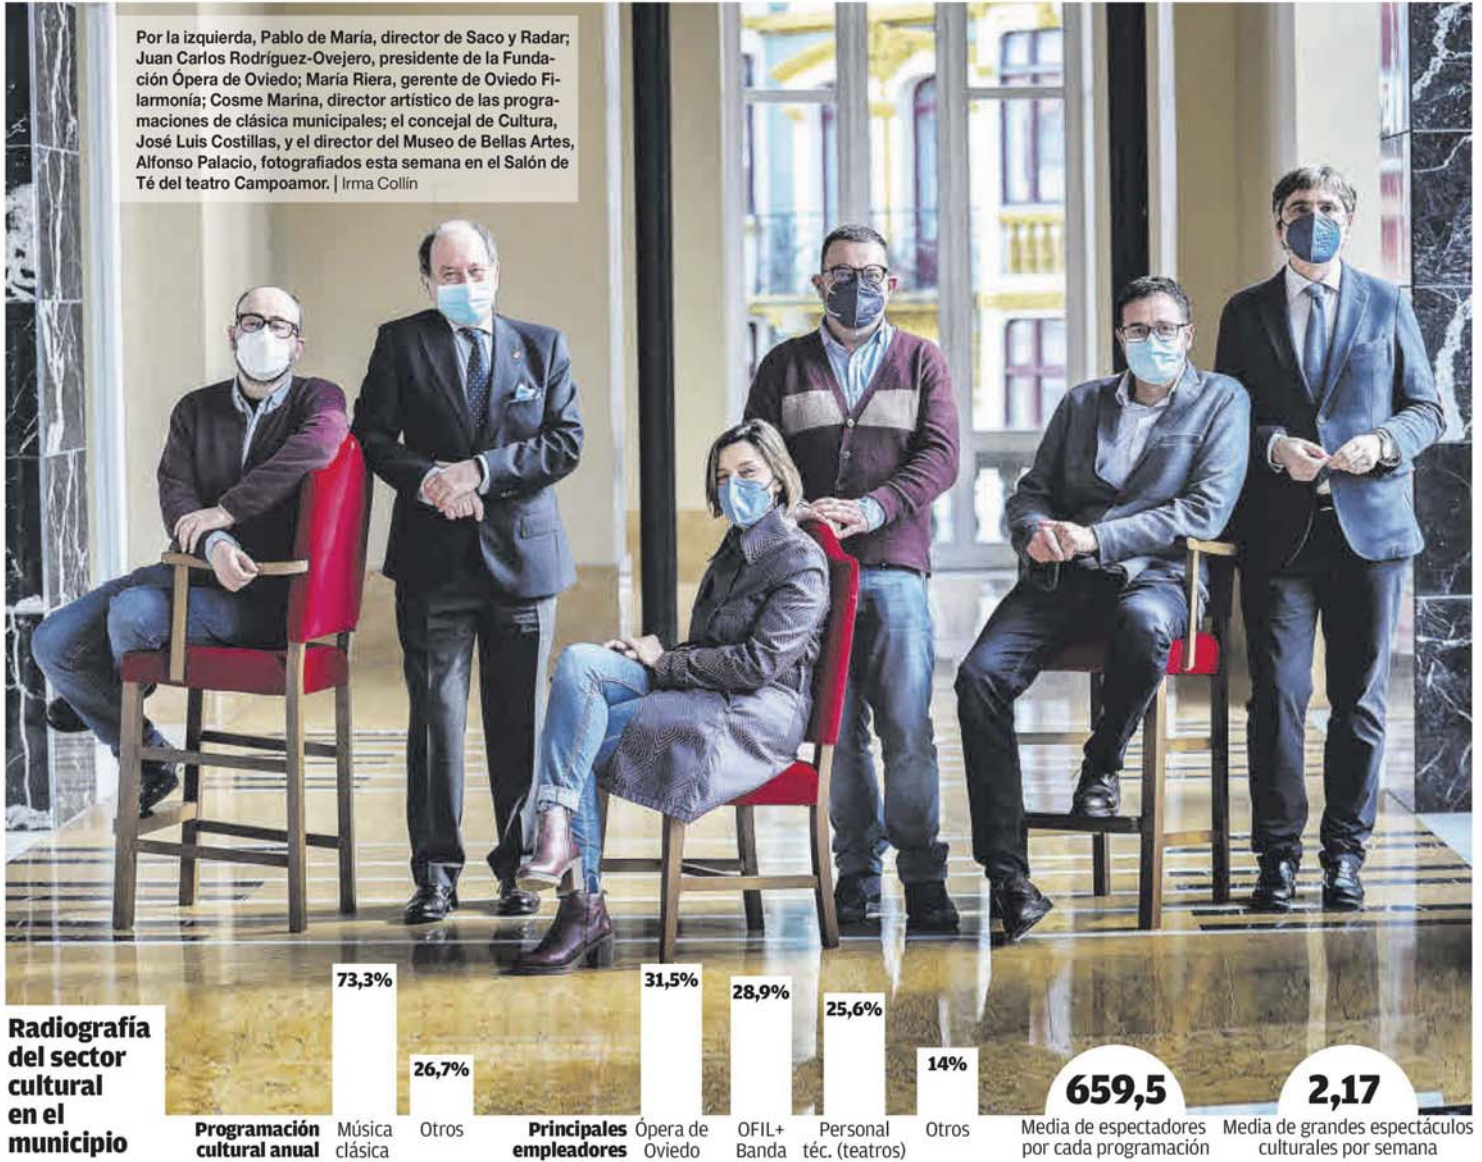 Por la izquierda, Pablo de María, director de Saco y Radar;
Juan Carlos Rodríguez-Ovejero, presidente de la Funda-
ción Ópera de Oviedo; María Riera, gerente de Oviedo Fi-
larmonía; Cosme Marina, director artístico de las progra-
maciones de clásica municipales; el concejal de Cultura,
José Luis Costillas, y el director del Museo de Bellas Artes,
Alfonso Palacio, fotografiados esta semana en el Salón de
Té del teatro Campoamor. | Irma Collín
Radiografía
del sector
cultural
en el
municipio
Programación
cultural anual
73,3%
Música
clásica
26,7%
Otros
Principales
empleadores
31,5%
Ópera de
Oviedo
28,9%
OFIL+
Banda
25,6%
Personal
téc. (teatros)
14%
Otros
659,5
Media de espectadores
por cada programación
2,17
Media de grandes espectáculos
culturales por semana